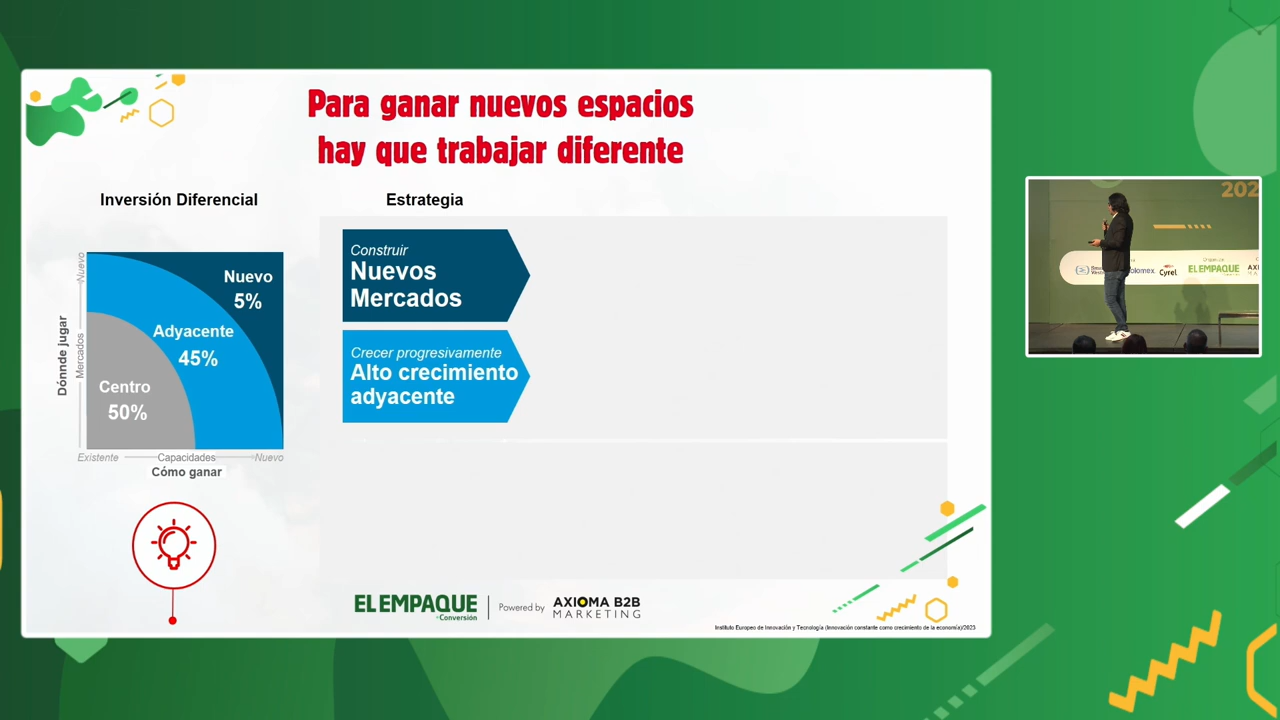 Para ganar nuevos espacios
hay que trabajar diferente
Inversión Diferencial
Estrategia
Nuevo
5%
Adyacente
45%
Centro
50%
Dónnde jugar
Mercados
Nuevo
Existente
Capacidades
Nuevo
Cómo ganar
Construir
Nuevos
Mercados
Crecer progresivamente
Alto crecimiento
adyacente
EL EMPAQUE
+Conversión
Powered by
AXIOMA B2B
MARKETING
Instituto Europeo de Innovación y Tecnología (Innovación constante como crecimiento de la economía)/2023
202
Cyrel
EL EMPAQUE